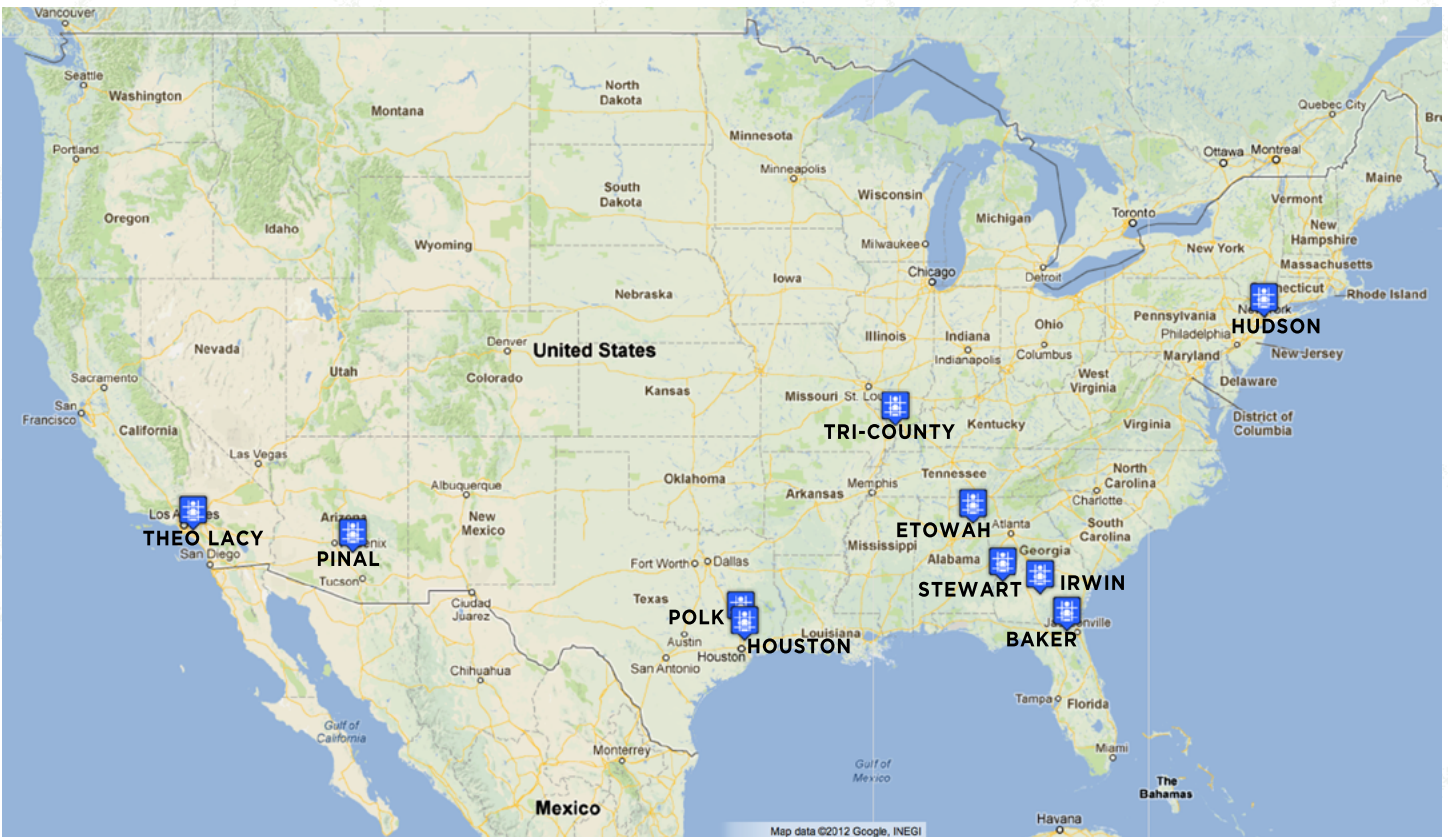 Vancouver
Seattle
Washington
Montana
North
Dakota
Minnesota
Quebec City
Ottawa
Montreal
Maine
Portland
Minneapolis
Oregon
Idaho
South
Dakota
Wisconsin
Michigan
Toronto
Vermont
New
Hampshire
New York
Wyoming
Milwaukee
Massachusetts
Chicago
Detroit
Iowa
Nebraska
Rhode Island
Pennsylvania
HUDSON
Illinois
Indiana
Ohio
Philadelphia
Nevada
Denver
United States
Indianapolis
Columbus
Maryland
New Jersey
Utah
Colorado
West
Virginia
Delaware
Sacramento
Kansas
Missouri
San
Francisco
California
TRI-COUNTY
Kentucky
Virginia
District of
Columbia
Las Vegas
Oklahoma
Tennessee
North
Carolina
Albuquerque
Arkansas
Memphis
Charlotte
New
Mexico
Arizona
THEO LACY
PINAL
San Diego
Tucson
ETOWAH
Atlanta
South
Carolina
Mississippi
Alabama
Georgia
Fort Worth
Dallas
STEWART
IRWIN
Texas
Ciudad
Juarez
POLK
HOUSTON
Louisiana
BAKER
Austin
Houston
San Antonio
Chihuahua
Tampa
Florida
Gulf of
California
Monterrey
Miami
Gulf of
Mexico
The
Bahamas
Mexico
Havana
Map data ©2012 Google, INEGI